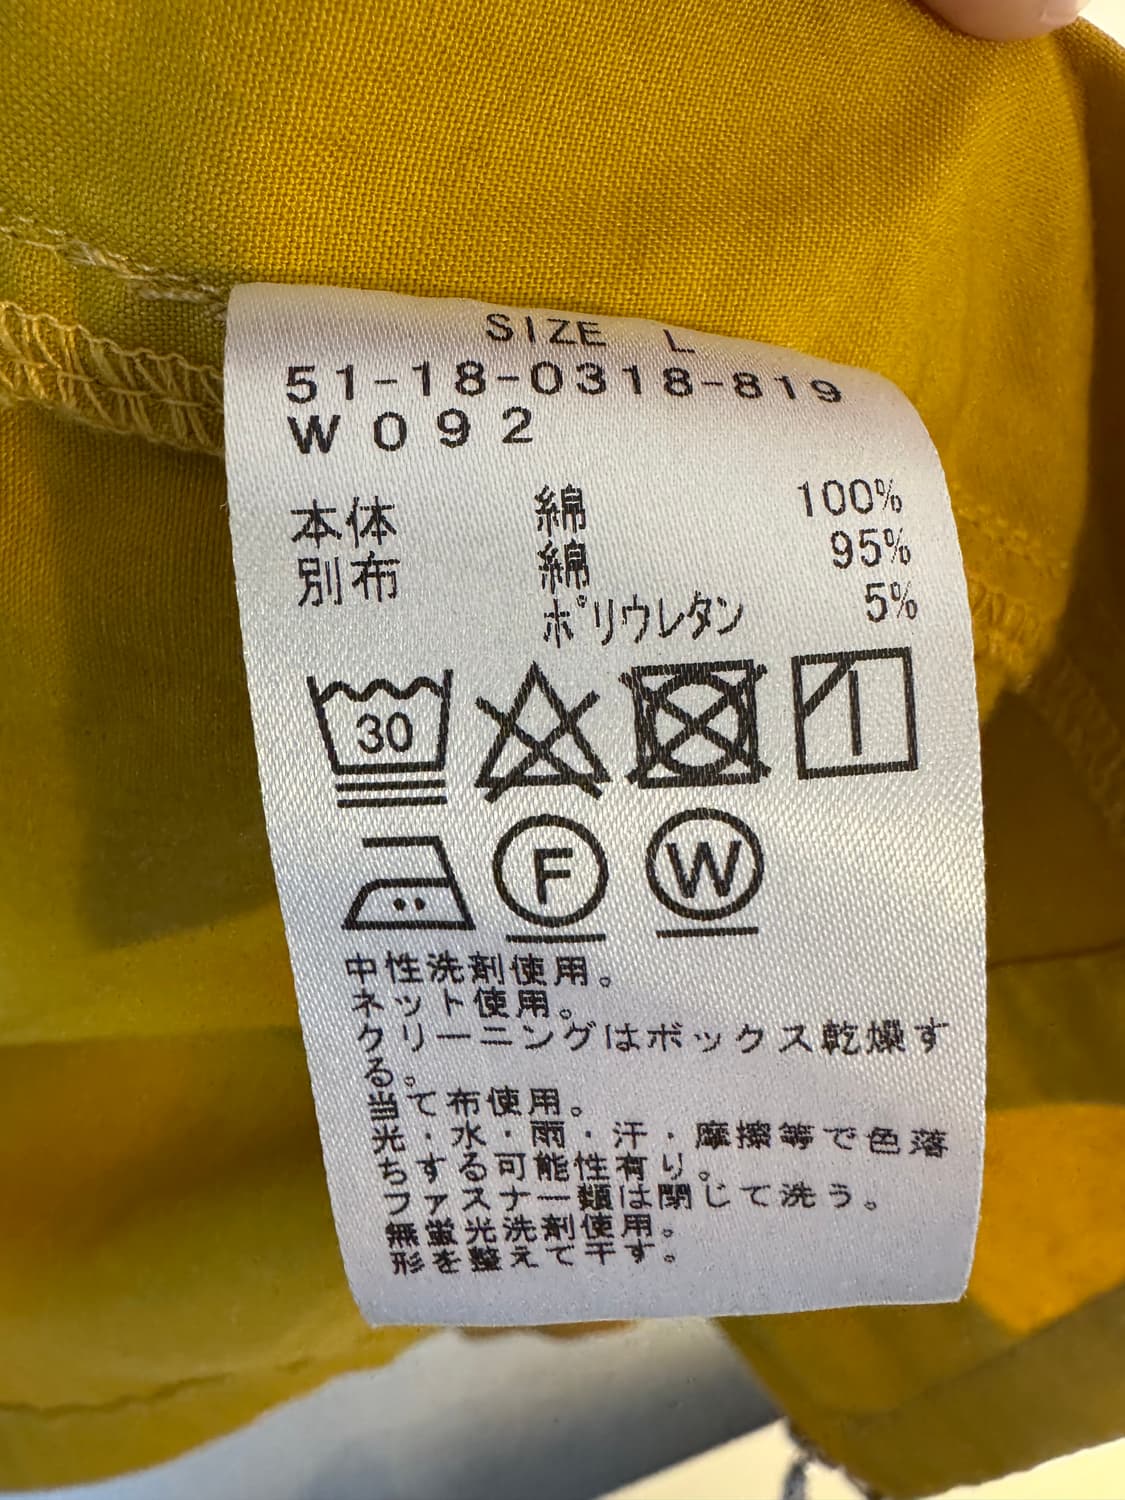 SIZE L
51-18-0318-819
W092
本体 綿 100%
別布 綿 95%
ポリウレタン 5%
30
F W
中性洗剤使用。
ネット使用。
クリーニングはボックス乾燥す
る。
当て布使用。
光・水・雨・汗・摩擦等で色落
ちする可能性有り。
ファスナー類は閉じて洗う。
無蛍光洗剤使用。
形を整えて干す。